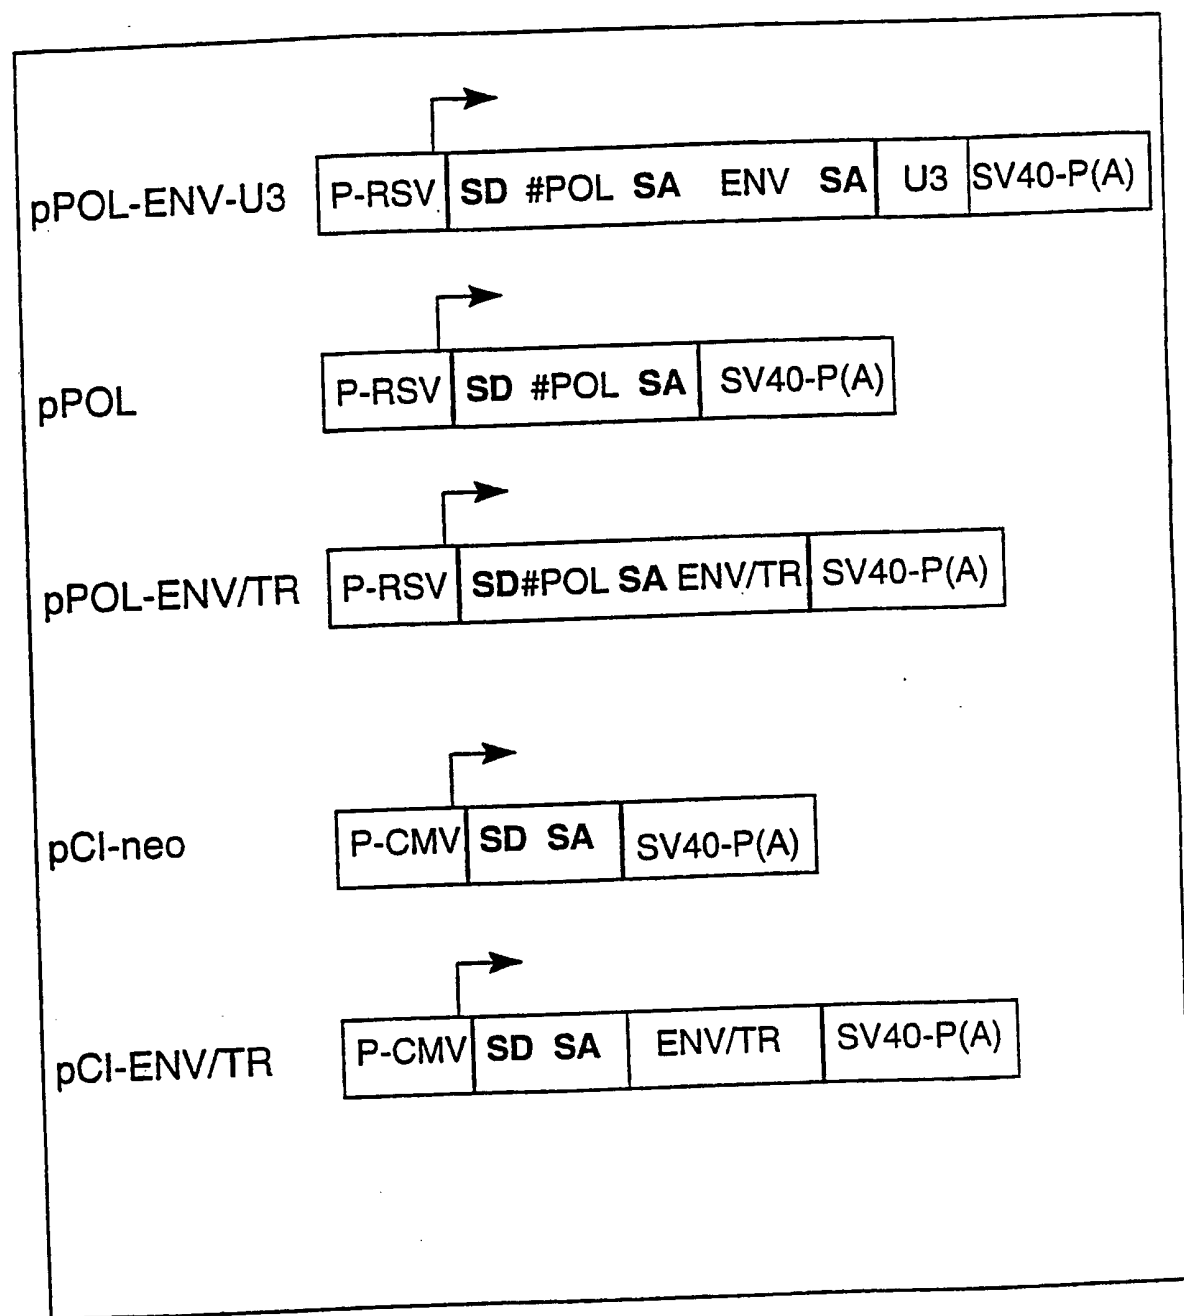 pPOL-ENV-U3 P-RSV SD #POL SA ENV SA U3 SV40-P(A)
pPOL P-RSV SD #POL SA SV40-P(A)
pPOL-ENV/TR P-RSV SD#POL SA ENV/TR SV40-P(A)
pCI-neo P-CMV SD SA SV40-P(A)
pCI-ENV/TR P-CMV SD SA ENV/TR SV40-P(A)